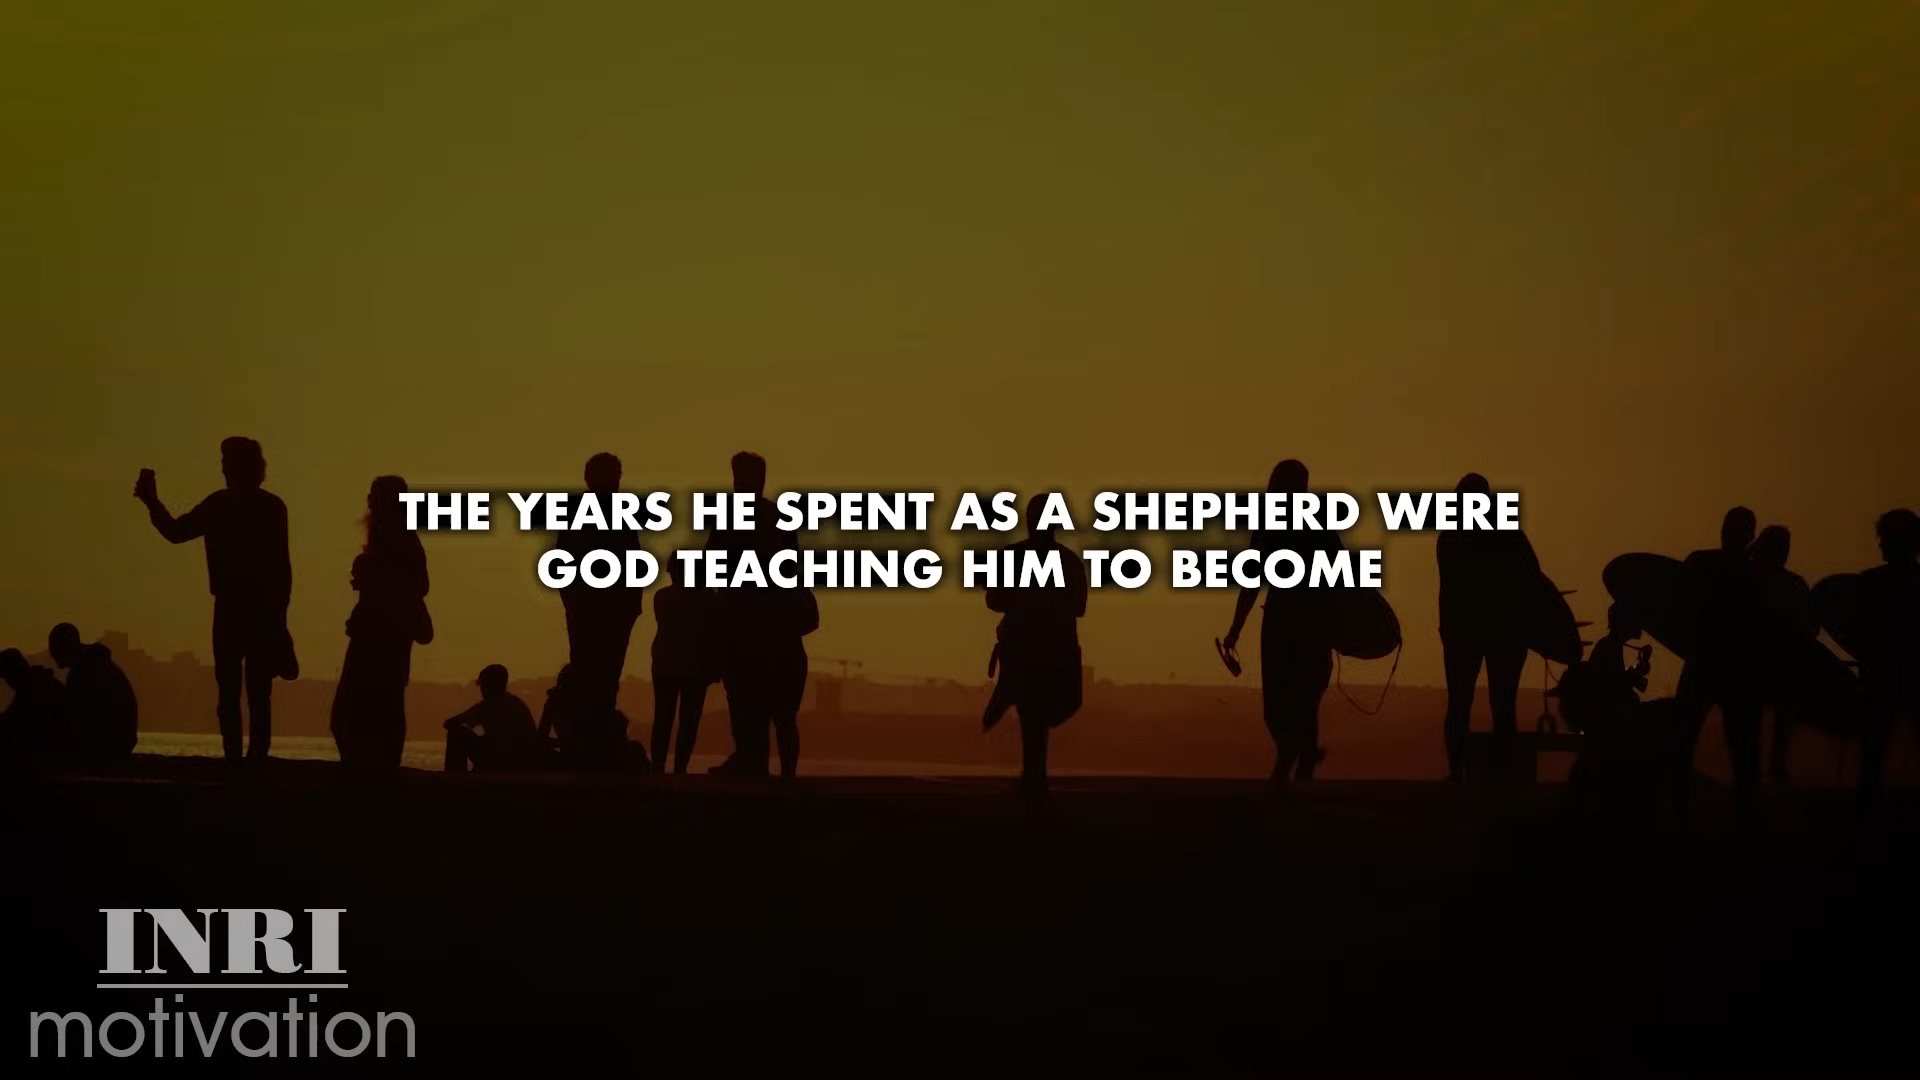 THE YEARS HE SPENT AS A SHEPHERD WERE
GOD TEACHING HIM TO BECOME
INRI
motivation